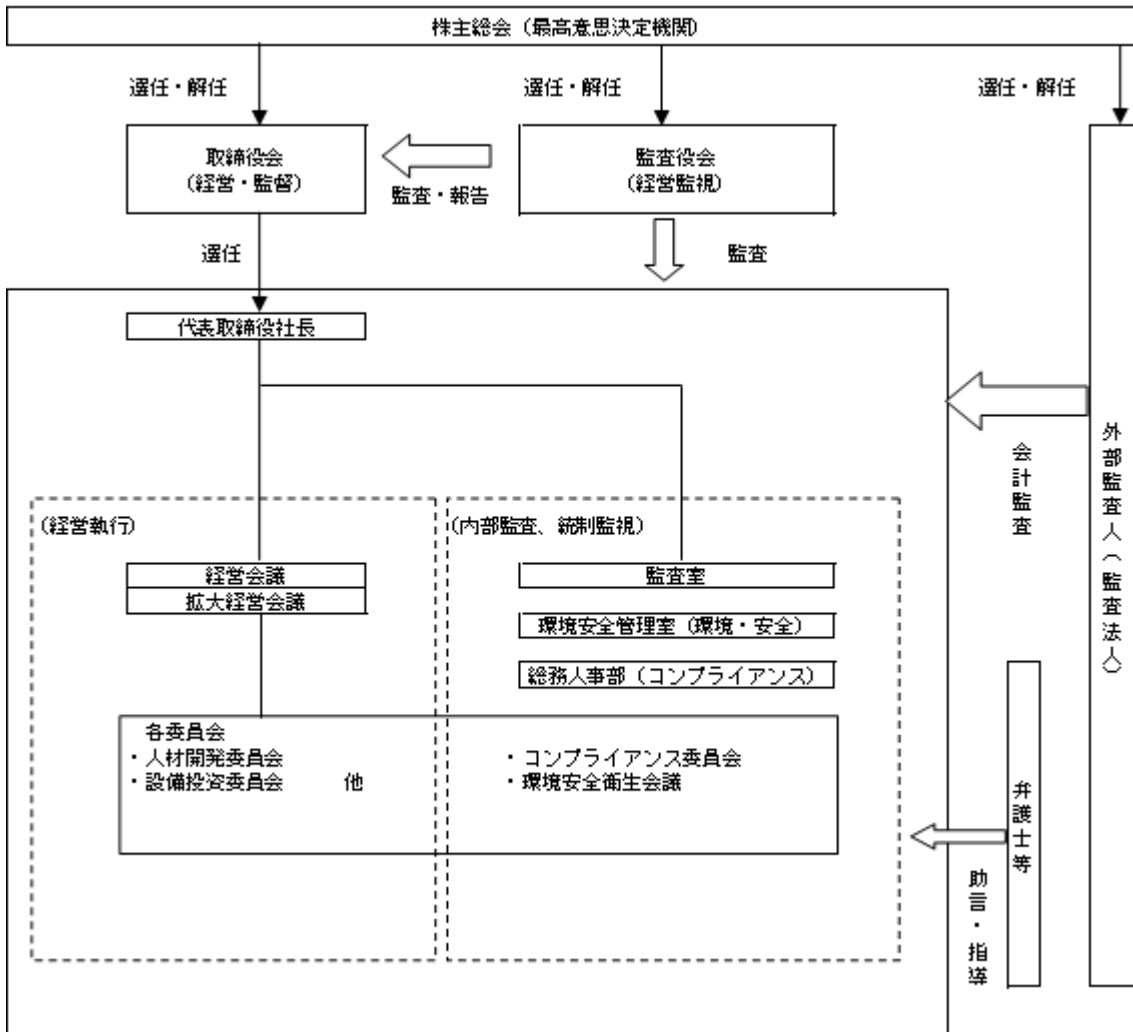 株主総会（最高意思決定機関）
選任・解任
選任・解任
選任・解任
取締役会
（経営・監督）
監査・報告
監査役会
（経営監視）
選任
監査
代表取締役社長
会計監査
外部監査人（監査法人）
（経営執行）
（内部監査、統制監視）
経営会議
拡大経営会議
監査室
環境安全管理室（環境・安全）
総務人事部（コンプライアンス）
各委員会
・人材開発委員会
・設備投資委員会　　他
・コンプライアンス委員会
・環境安全衛生会議
弁護士等
助言・指導